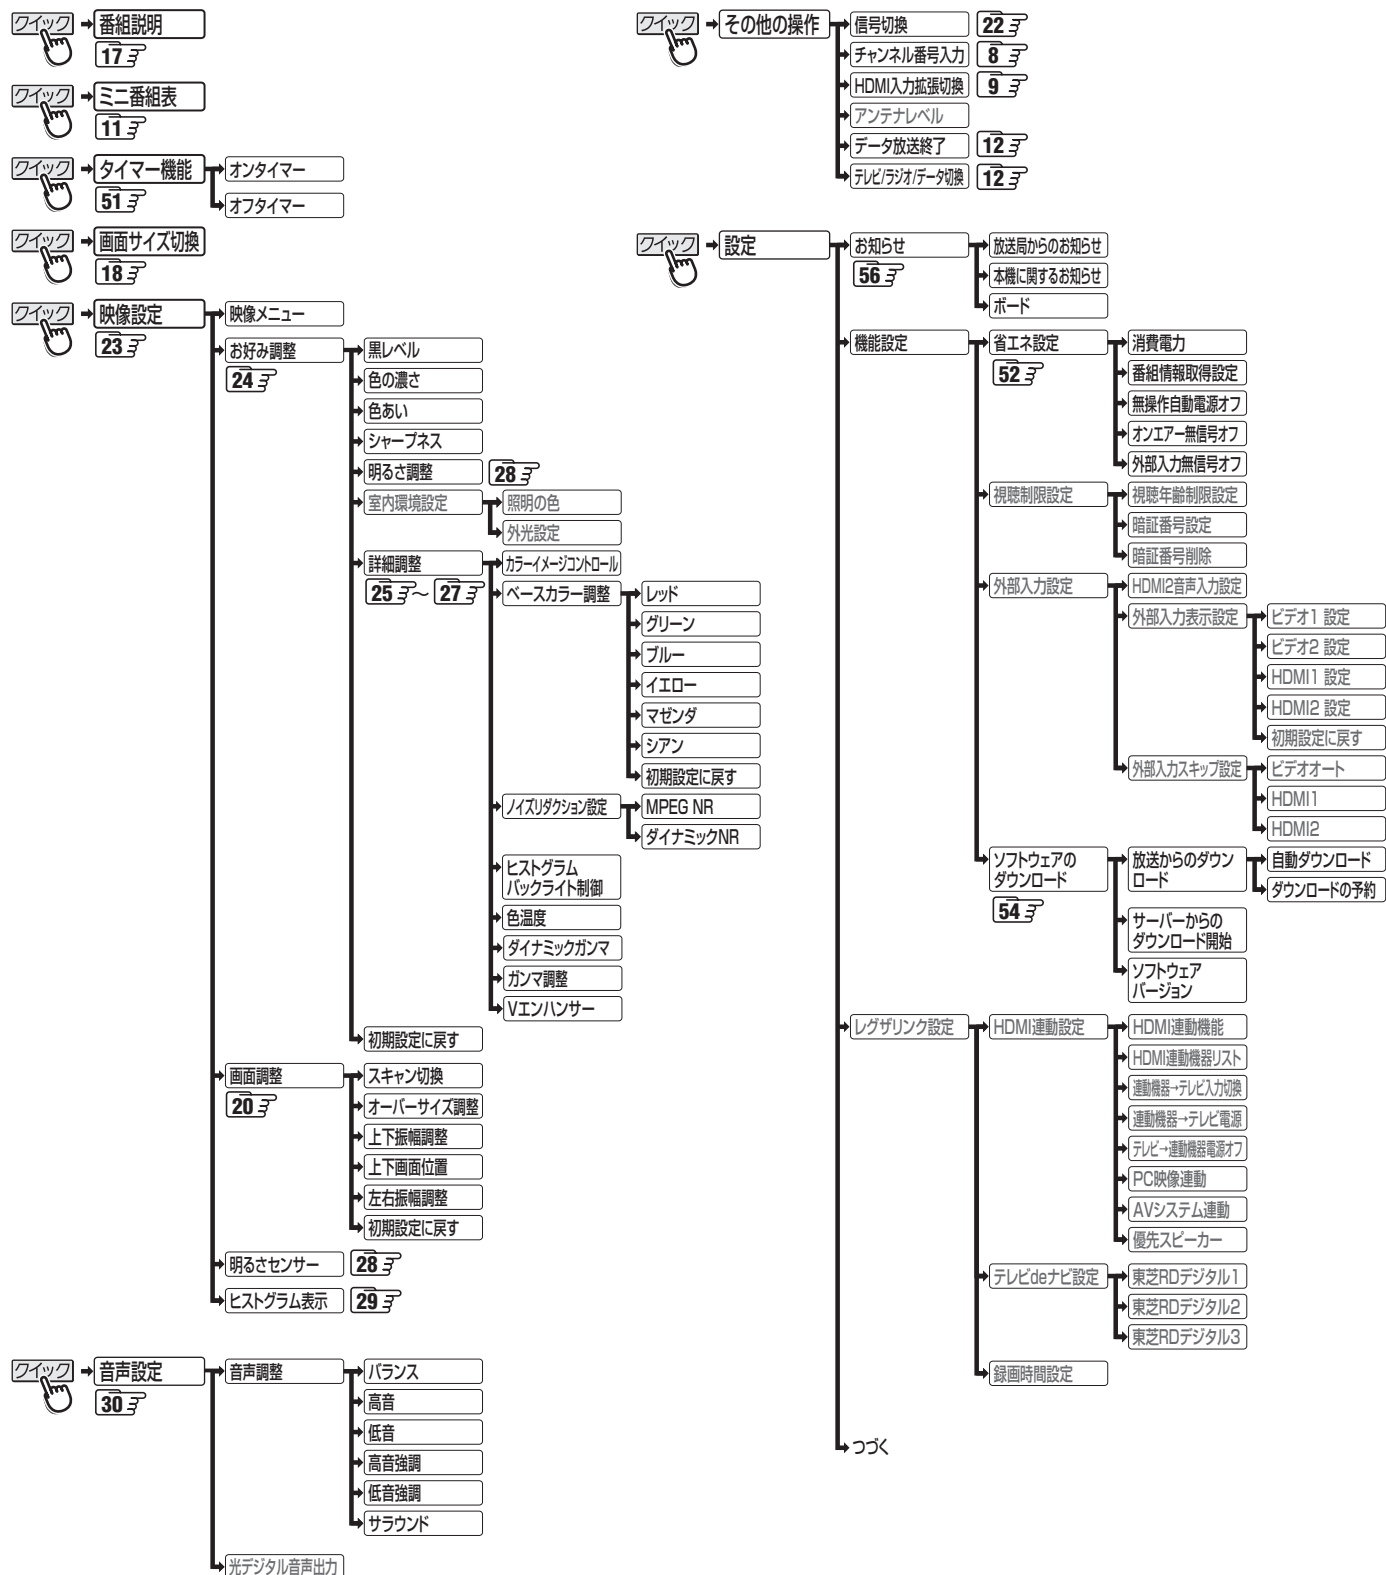 クイック
番組説明
17
クイック
ミニ番組表
11
クイック
タイマー機能
51
オンタイマー
オフタイマー
クイック
画面サイズ切換
18
クイック
映像設定
23
映像メニュー
お好み調整
24
黒レベル
色の濃さ
色あい
シャープネス
明るさ調整
28
室内環境設定
照明の色
外光設定
詳細調整
25 ～ 27
カラーイメージコントロール
ベースカラー調整
レッド
グリーン
ブルー
イエロー
マゼンダ
シアン
初期設定に戻す
ノイズリダクション設定
MPEG NR
ダイナミックNR
ヒストグラム
バックライト制御
色温度
ダイナミックガンマ
ガンマ調整
Vエンハンサー
初期設定に戻す
画面調整
20
スキャン切換
オーバーサイズ調整
上下振幅調整
上下画面位置
左右振幅調整
初期設定に戻す
明るさセンサー
28
ヒストグラム表示
29
クイック
音声設定
30
音声調整
バランス
高音
低音
高音強調
低音強調
サラウンド
光デジタル音声出力
クイック
その他の操作
信号切換
22
チャンネル番号入力
8
HDMI入力拡張切換
9
アンテナレベル
データ放送終了
12
テレビ/ラジオ/データ切換
12
クイック
設定
お知らせ
56
放送局からのお知らせ
本機に関するお知らせ
ボード
機能設定
省エネ設定
52
消費電力
番組情報取得設定
無操作自動電源オフ
オンエアー無信号オフ
外部入力無信号オフ
視聴制限設定
視聴年齢制限設定
暗証番号設定
暗証番号削除
外部入力設定
HDMI2音声入力設定
外部入力表示設定
ビデオ1 設定
ビデオ2 設定
HDMI1 設定
HDMI2 設定
初期設定に戻す
外部入力スキップ設定
ビデオオート
HDMI1
HDMI2
ソフトウェアの
ダウンロード
54
放送からのダウン
ロード
自動ダウンロード
ダウンロードの予約
サーバーからの
ダウンロード開始
ソフトウェア
バージョン
レグザリンク設定
HDMI連動設定
HDMI連動機能
HDMI連動機器リスト
連動機器→テレビ入力切換
連動機器→テレビ電源
テレビ→連動機器電源オフ
PC映像連動
AVシステム連動
優先スピーカー
テレビdeナビ設定
東芝RDデジタル1
東芝RDデジタル2
東芝RDデジタル3
録画時間設定
つづく